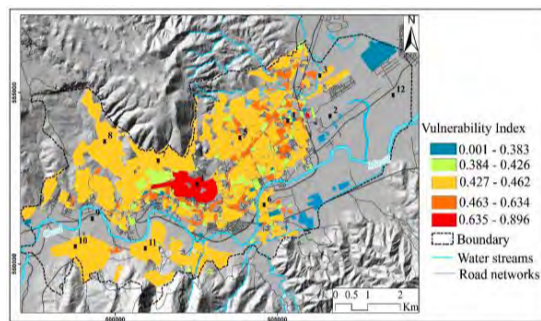 N
12
2
8
9
10
11
6
Vulnerability Index
0.001 - 0.383
0.384 - 0.426
0.427 - 0.462
0.463 - 0.634
0.635 - 0.896
Boundary
Water streams
Road networks
0 0.5 1 2
Km